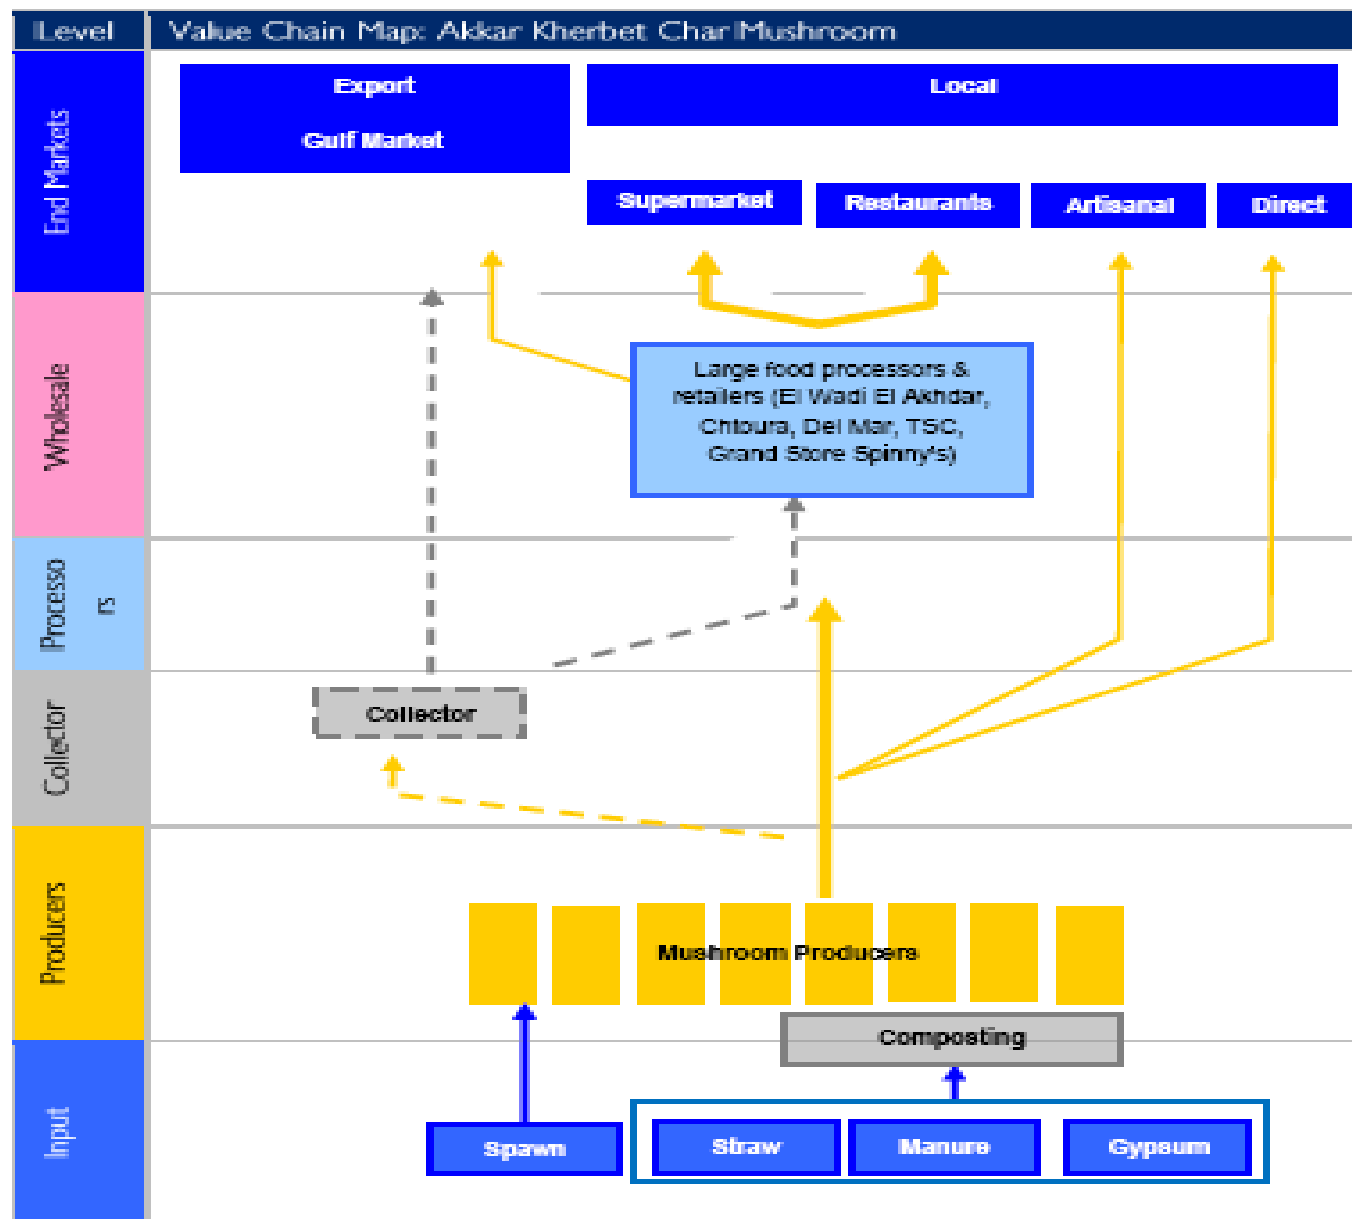 Level
Value Chain Map: Akkar Kherbet Char Mushroom
End Markets
Export
Gulf Market
Local
Supermarket
Restaurants
Artisanal
Direct
Wholesale
Large food processors &
retailers (El Wadi El Akhdar,
Chtoura, Del Mar, TSC,
Grand Store Spinny's)
Processo
rs
Collector
Collector
Producers
Mushroom Producers
Composting
Input
Spawn
Straw
Manure
Gypsum